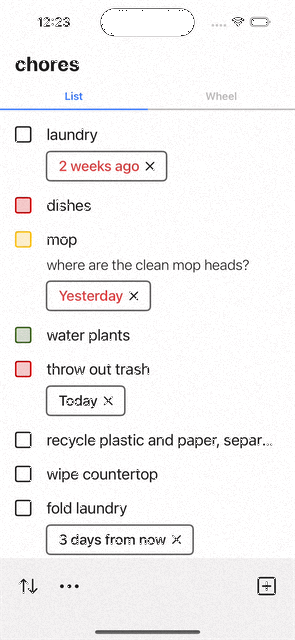 12:23
chores
List Wheel
laundry
2 weeks ago ×
dishes
mop
where are the clean mop heads?
Yesterday ×
water plants
throw out trash
Today ×
recycle plastic and paper, separ...
wipe countertop
fold laundry
3 days from now ×